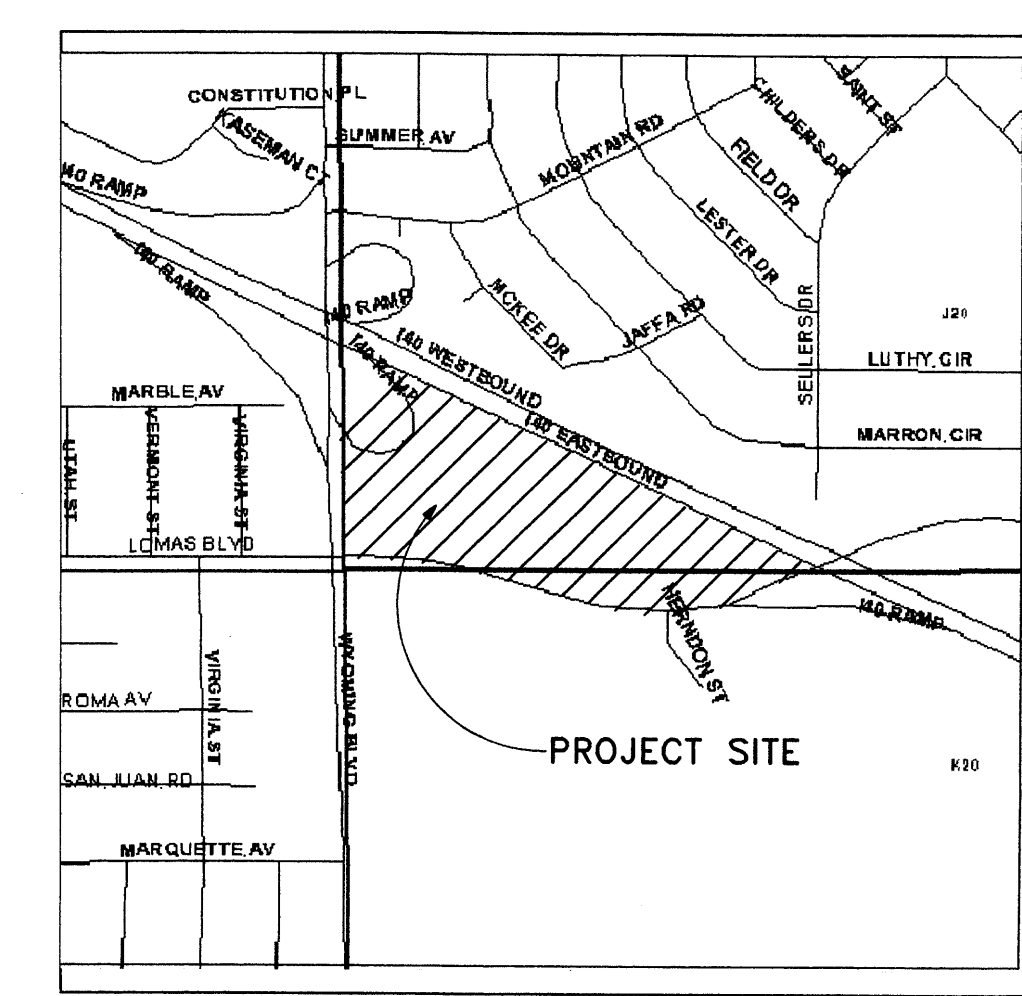 CONSTITUTION PL
KASEMAN CT
SUMMER AV
MOUNTAIN RD
CHILDERS DR
SAINT ST
FIELD DR
LESTER DR
I40 RAMP
I40 RAMP
I40 RAMP
I40 RAMP
I40 WESTBOUND
I40 EASTBOUND
MCKEE DR
JAFFA RD
SELLERS DR
J20
LUTHY, CIR
MARRON, CIR
MARBLE, AV
UTAH, ST
VERMONT ST
VIRGINIA ST
LOMAS BLVD
I40 RAMP
HERNDON ST
WYOMING BLVD
VIRGINIA ST
ROMA AV
SAN, JUAN, RD
MARQUETTE, AV
PROJECT SITE
K20